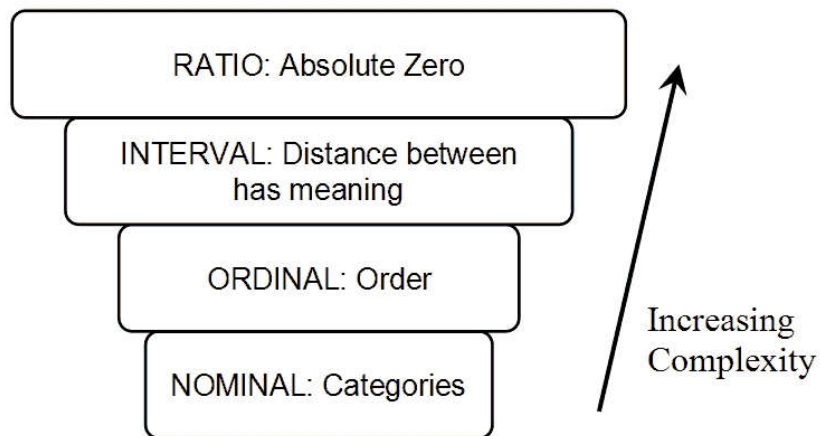 RATIO: Absolute Zero
INTERVAL: Distance between
has meaning
ORDINAL: Order
NOMINAL: Categories
Increasing
Complexity